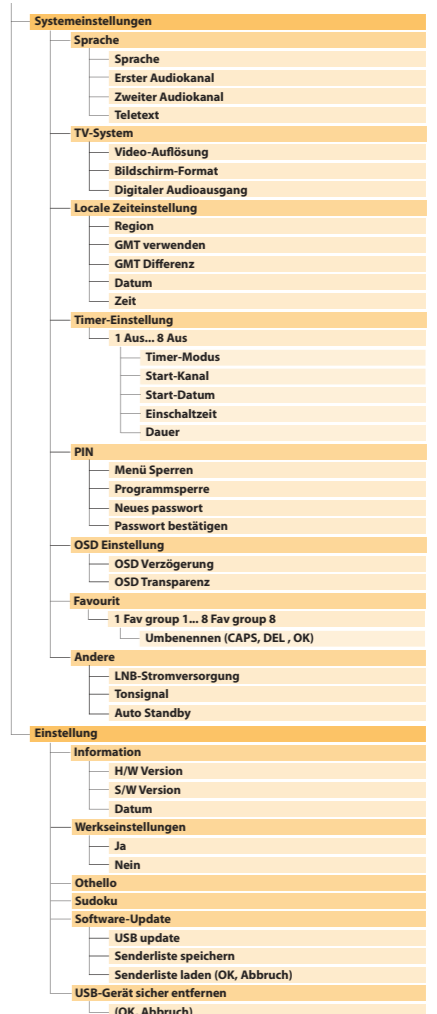 Systemeinstellungen
Sprache
Sprache
Erster Audiokanal
Zweiter Audiokanal
Teletext
TV-System
Video-Auflösung
Bildschirm-Format
Digitaler Audioausgang
Locale Zeiteinstellung
Region
GMT verwenden
GMT Differenz
Datum
Zeit
Timer-Einstellung
1 Aus... 8 Aus
Timer-Modus
Start-Kanal
Start-Datum
Einschaltzeit
Dauer
PIN
Menü Sperren
Programmsperre
Neues passwort
Passwort bestätigen
OSD Einstellung
OSD Verzögerung
OSD Transparenz
Favourit
1 Fav group 1... 8 Fav group 8
Umbenennen (CAPS, DEL , OK)
Andere
LNB-Stromversorgung
Tonsignal
Auto Standby
Einstellung
Information
H/W Version
S/W Version
Datum
Werkseinstellungen
Ja
Nein
Othello
Sudoku
Software-Update
USB update
Senderliste speichern
Senderliste laden (OK, Abbruch)
USB-Gerät sicher entfernen
(OK, Abbruch)